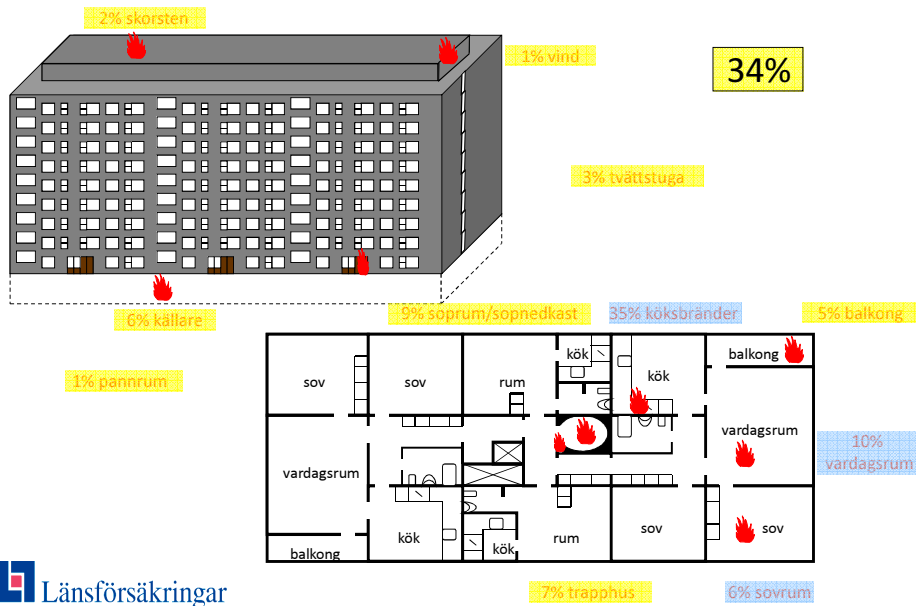 2% skorsten
1% vind
34%
3% tvättstuga
6% källare
9% soprum/sopnedkast
35% köksbränder
5% balkong
1% pannrum
sov
sov
rum
kök
kök
balkong
vardagsrum
vardagsrum
10%
vardagsrum
kök
kök
rum
sov
sov
balkong
7% trapphus
6% sovrum
Länsförsäkringar